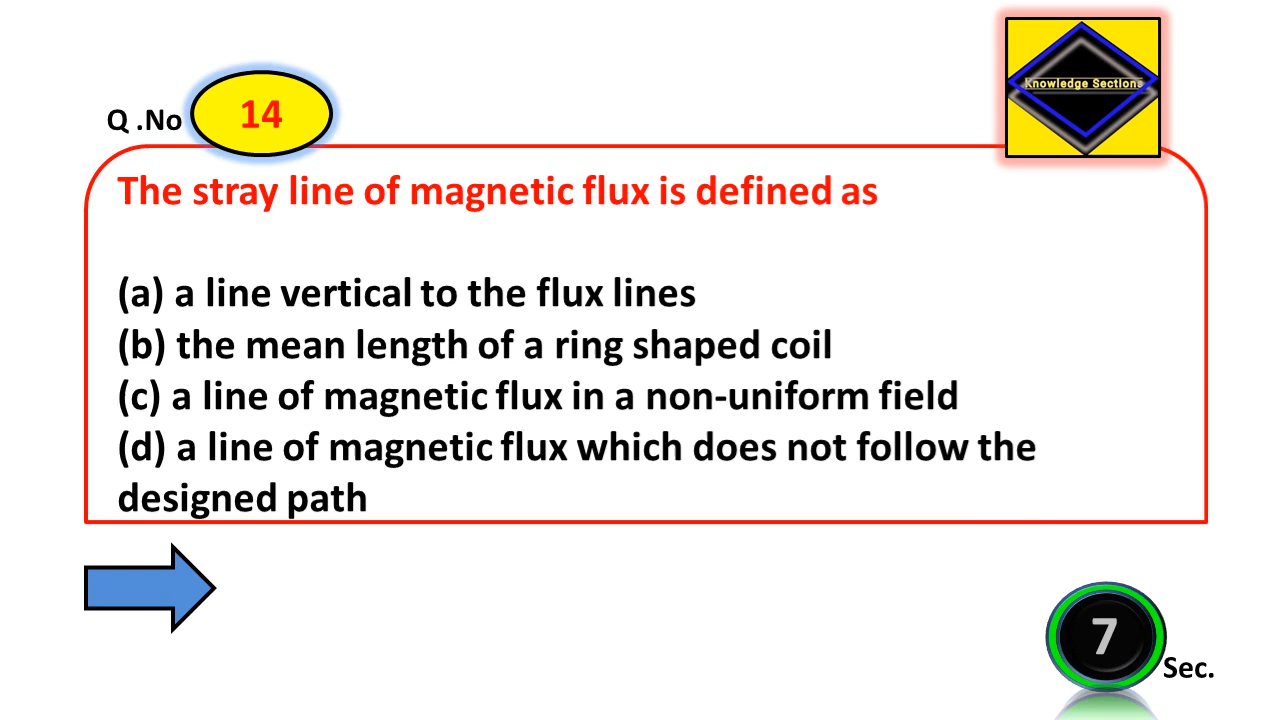 Knowledge Sections
Q .No 14
The stray line of magnetic flux is defined as
(a) a line vertical to the flux lines
(b) the mean length of a ring shaped coil
(c) a line of magnetic flux in a non-uniform field
(d) a line of magnetic flux which does not follow the
designed path
7
Sec.